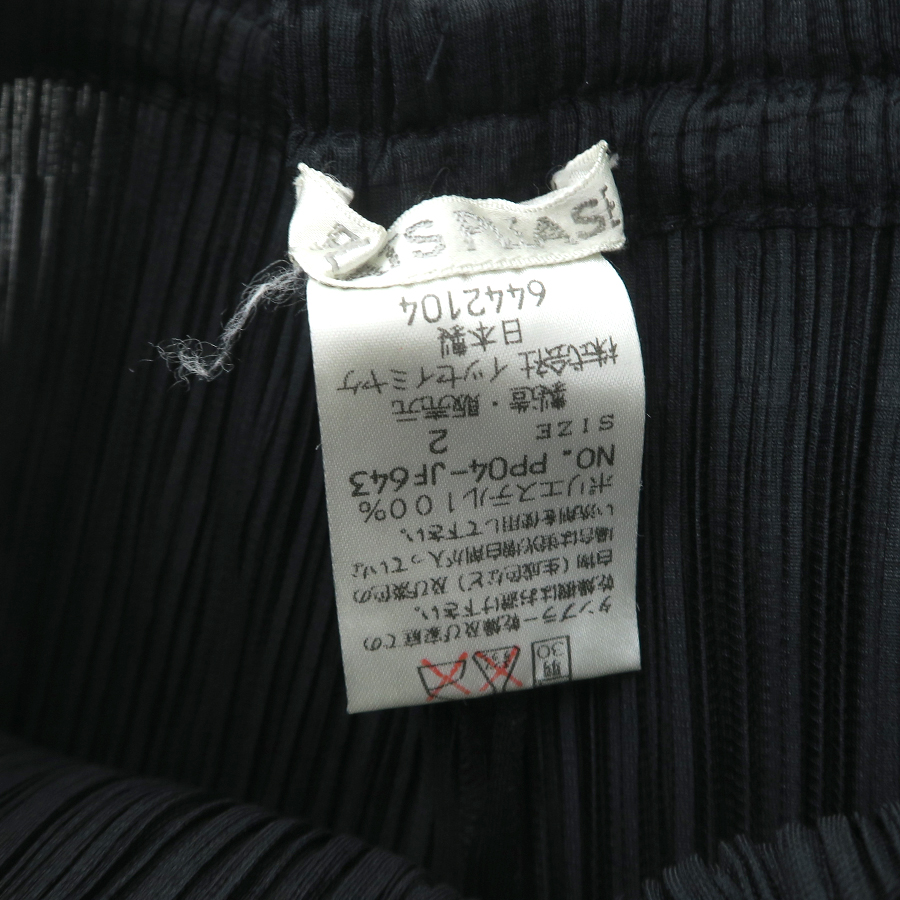 PLEASE
弱
30
タンブラー乾燥及び家庭での
乾燥機はお避け下さい。
白物(生成色など)及び淡色の
場合は蛍光増白剤が入っていな
い洗剤を使用して下さい。
ポリエステル100%
NO. PP04-JF643
SIZE 2
製造・販売元
株式会社 イッセイミヤケ
日本製
6442104